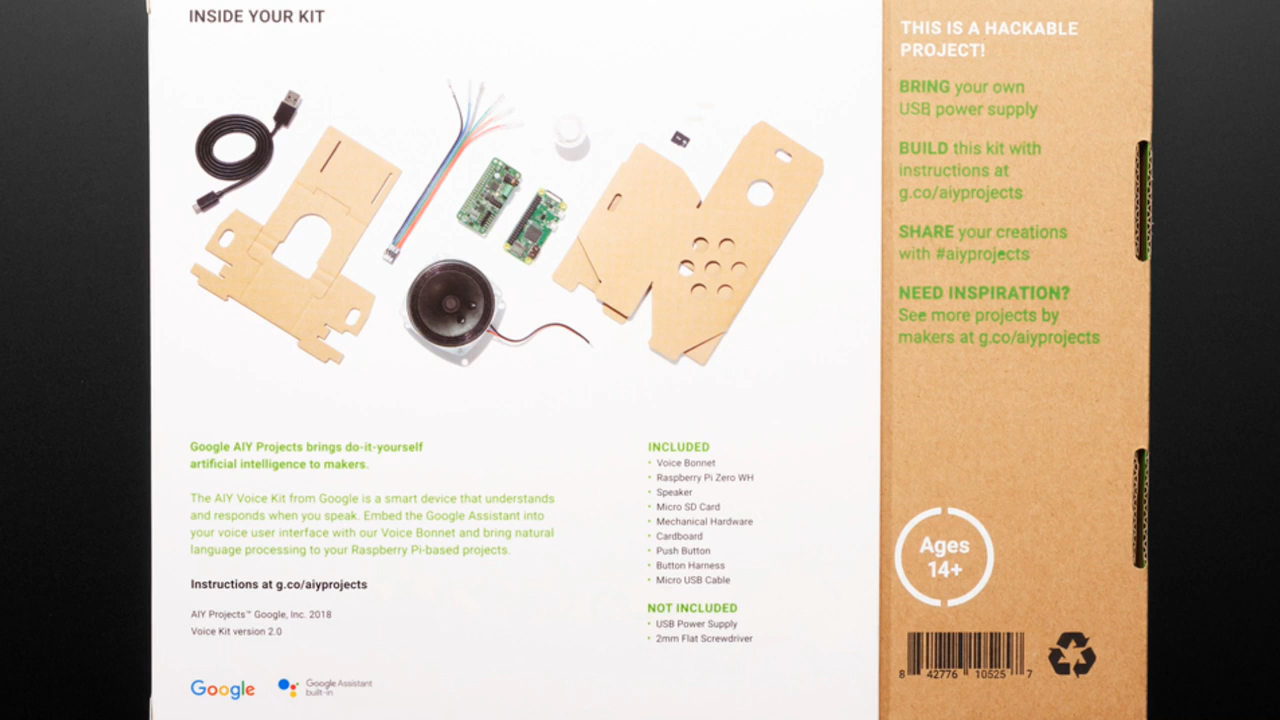 INSIDE YOUR KIT
Google AIY Projects brings do-it-yourself
artificial intelligence to makers.
The AIY Voice Kit from Google is a smart device that understands
and responds when you speak. Embed the Google Assistant into
your voice user interface with our Voice Bonnet and bring natural
language processing to your Raspberry Pi-based projects.
Instructions at g.co/aiyprojects
AIY Projects™ Google, Inc. 2018
Voice Kit version 2.0
Google
Google Assistant
built-in
INCLUDED
• Voice Bonnet
• Raspberry Pi Zero WH
• Speaker
• Micro SD Card
• Mechanical Hardware
• Cardboard
• Push Button
• Button Harness
• Micro USB Cable
NOT INCLUDED
• USB Power Supply
• 2mm Flat Screwdriver
THIS IS A HACKABLE
PROJECT!
BRING your own
USB power supply
BUILD this kit with
instructions at
g.co/aiyprojects
SHARE your creations
with #aiyprojects
NEED INSPIRATION?
See more projects by
makers at g.co/aiyprojects
Ages
14+
8 42776 10525 7